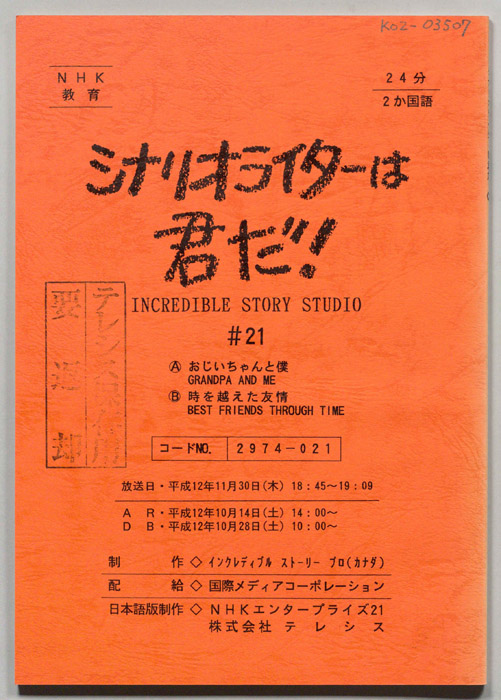 K02-03507
NHK
教育
24分
2か国語
シナリオライターは
君だ!
INCREDIBLE STORY STUDIO
#21
Ⓐ おじいちゃんと僕
GRANDPA AND ME
Ⓑ 時を越えた友情
BEST FRIENDS THROUGH TIME
コードNO. 2974-021
要返却
放送日・平成12年11月30日(木) 18:45~19:09
A R・平成12年10月14日(土) 14:00~
D B・平成12年10月28日(土) 10:00~
制作◇インクレディブル ストーリー プロ(カナダ)
配給◇国際メディアコーポレーション
日本語版制作◇NHKエンタープライズ21
株式会社テレシス